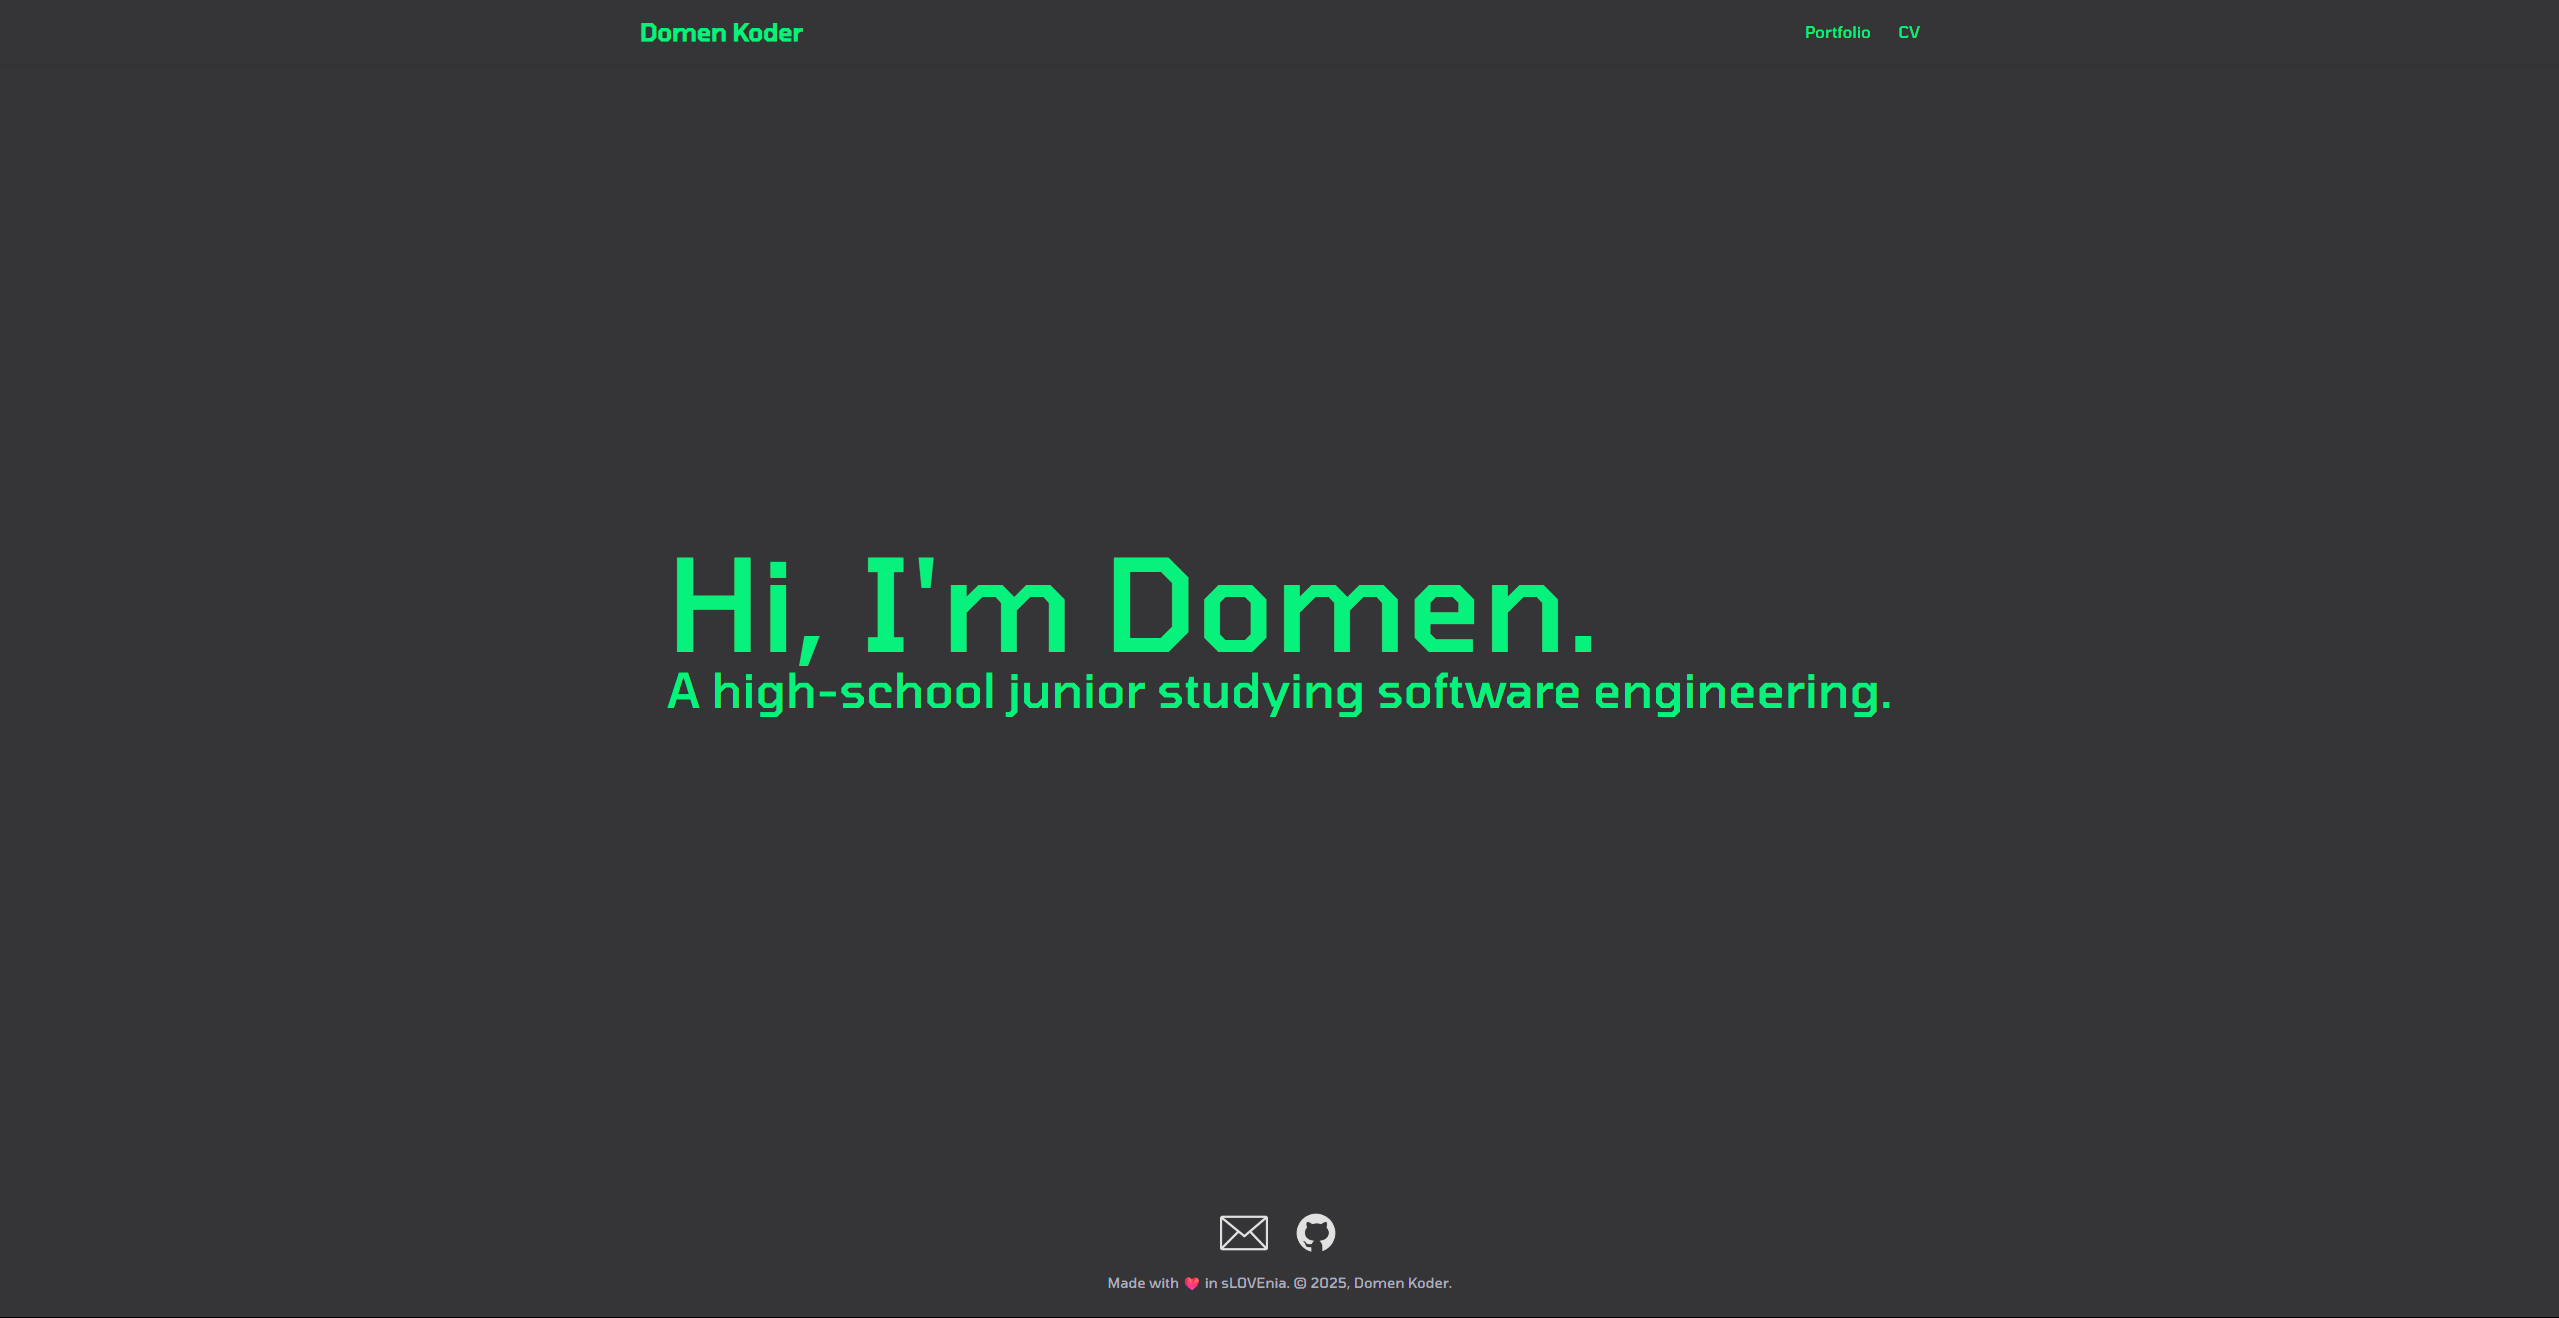 Domen Koder
Portfolio CV
Hi, I'm Domen.
A high-school junior studying software engineering.
Made with ❤️ in sLOVEnia. © 2025, Domen Koder.